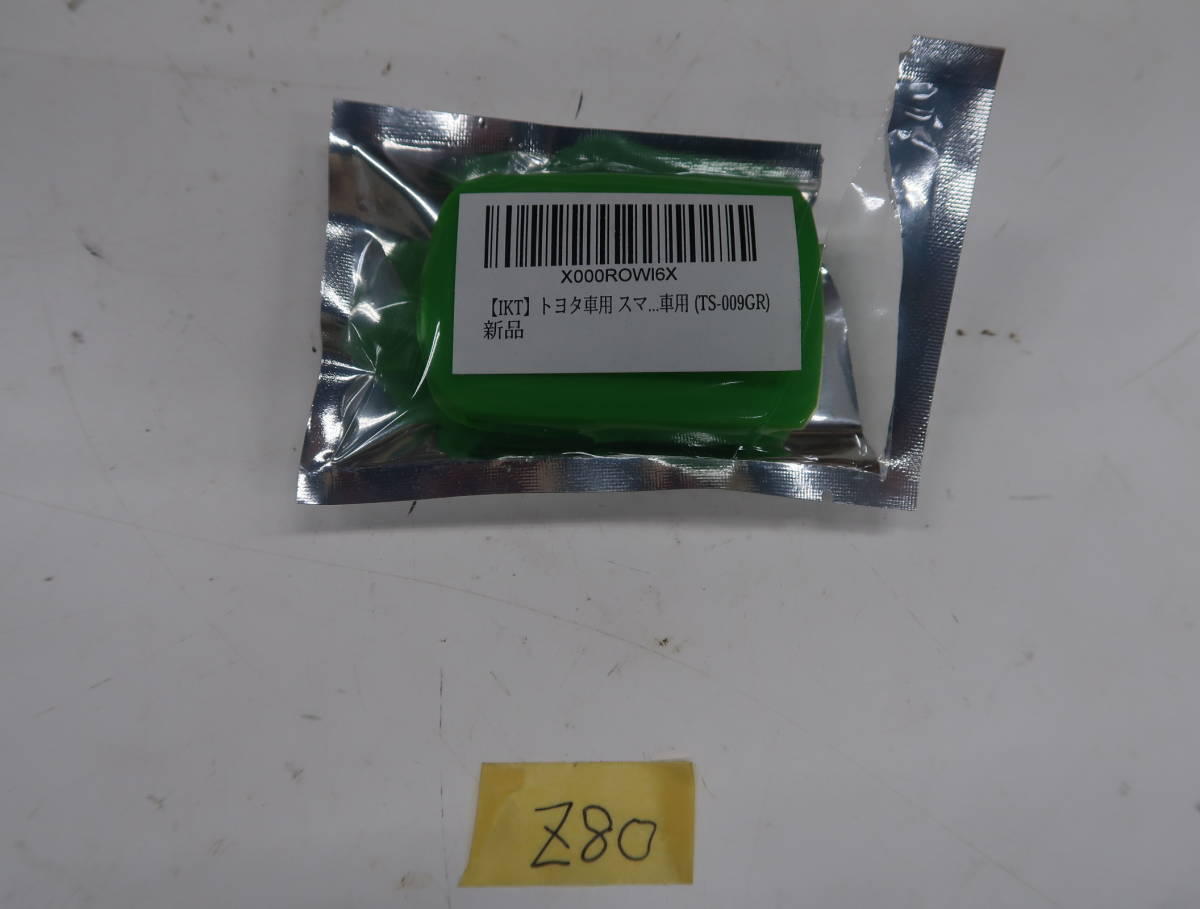 X000ROWI6X
【IKT】トヨタ車用 スマ...車用 (TS-009GR)
新品
Z80